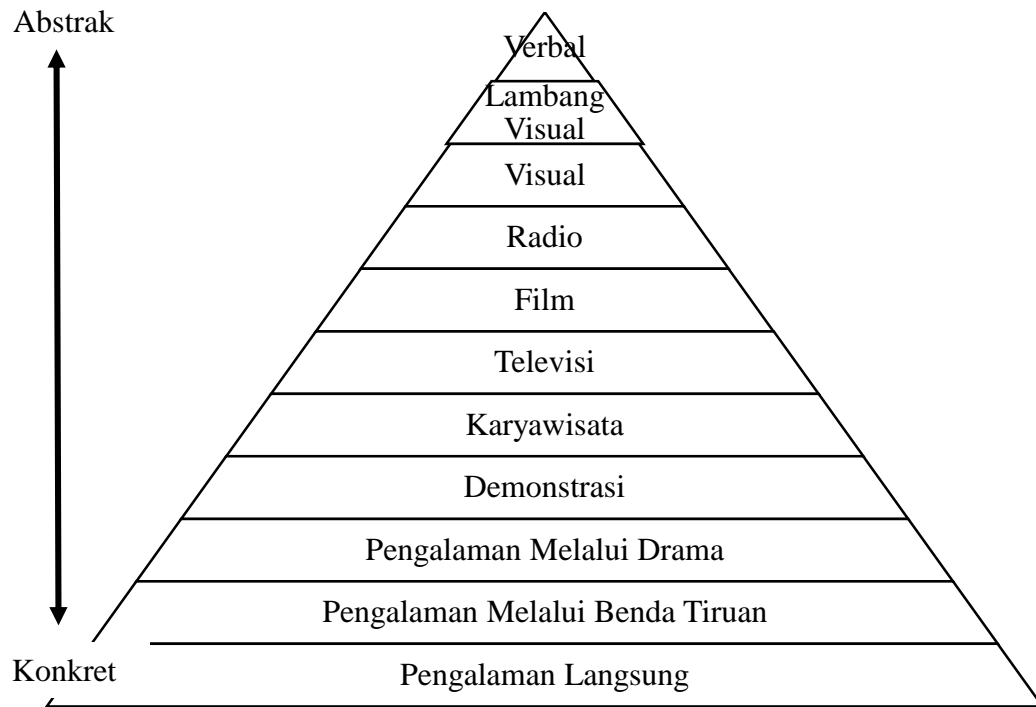 Abstrak
Verbal
Lambang
Visual
Visual
Radio
Film
Televisi
Karyawisata
Demonstrasi
Pengalaman Melalui Drama
Pengalaman Melalui Benda Tiruan
Konkret
Pengalaman Langsung